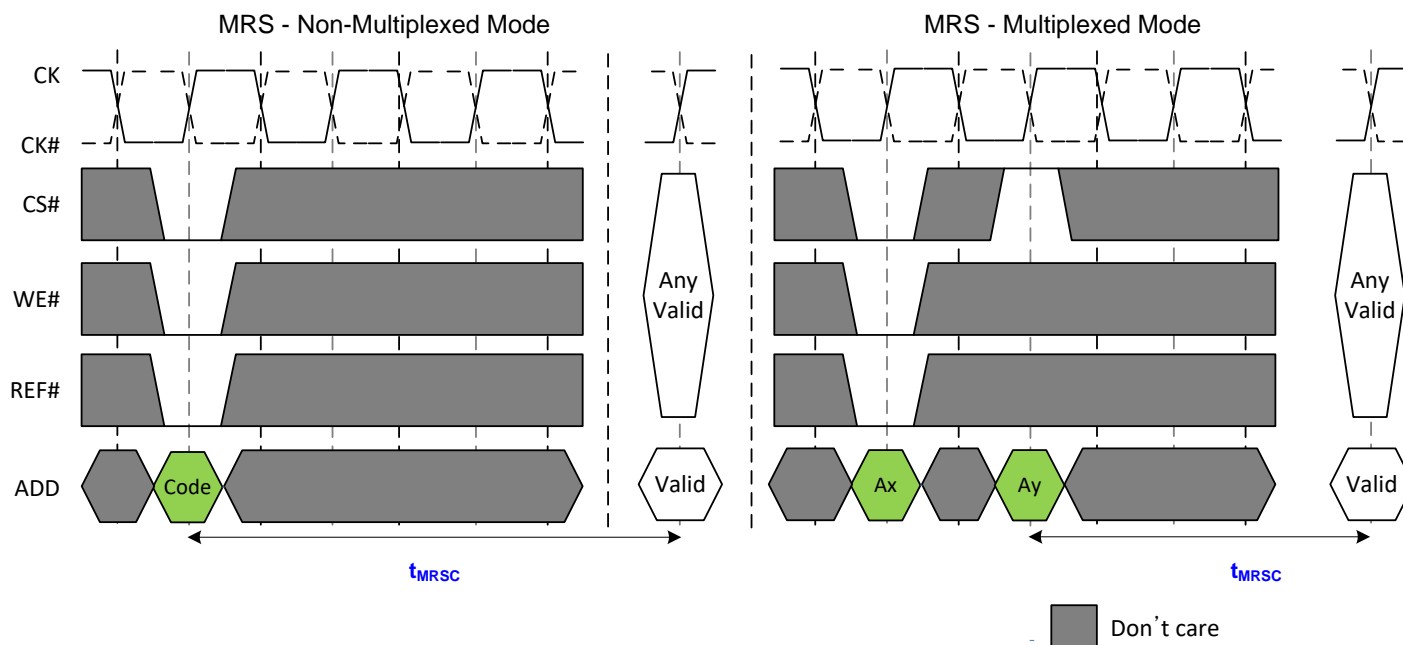 MRS - Non-Multiplexed Mode
MRS - Multiplexed Mode
CK
CK#
CS#
WE#
REF#
ADD
Any
Valid
Any
Valid
Code
Valid
Ax
Ay
Valid
tMRSC
tMRSC
Don't care